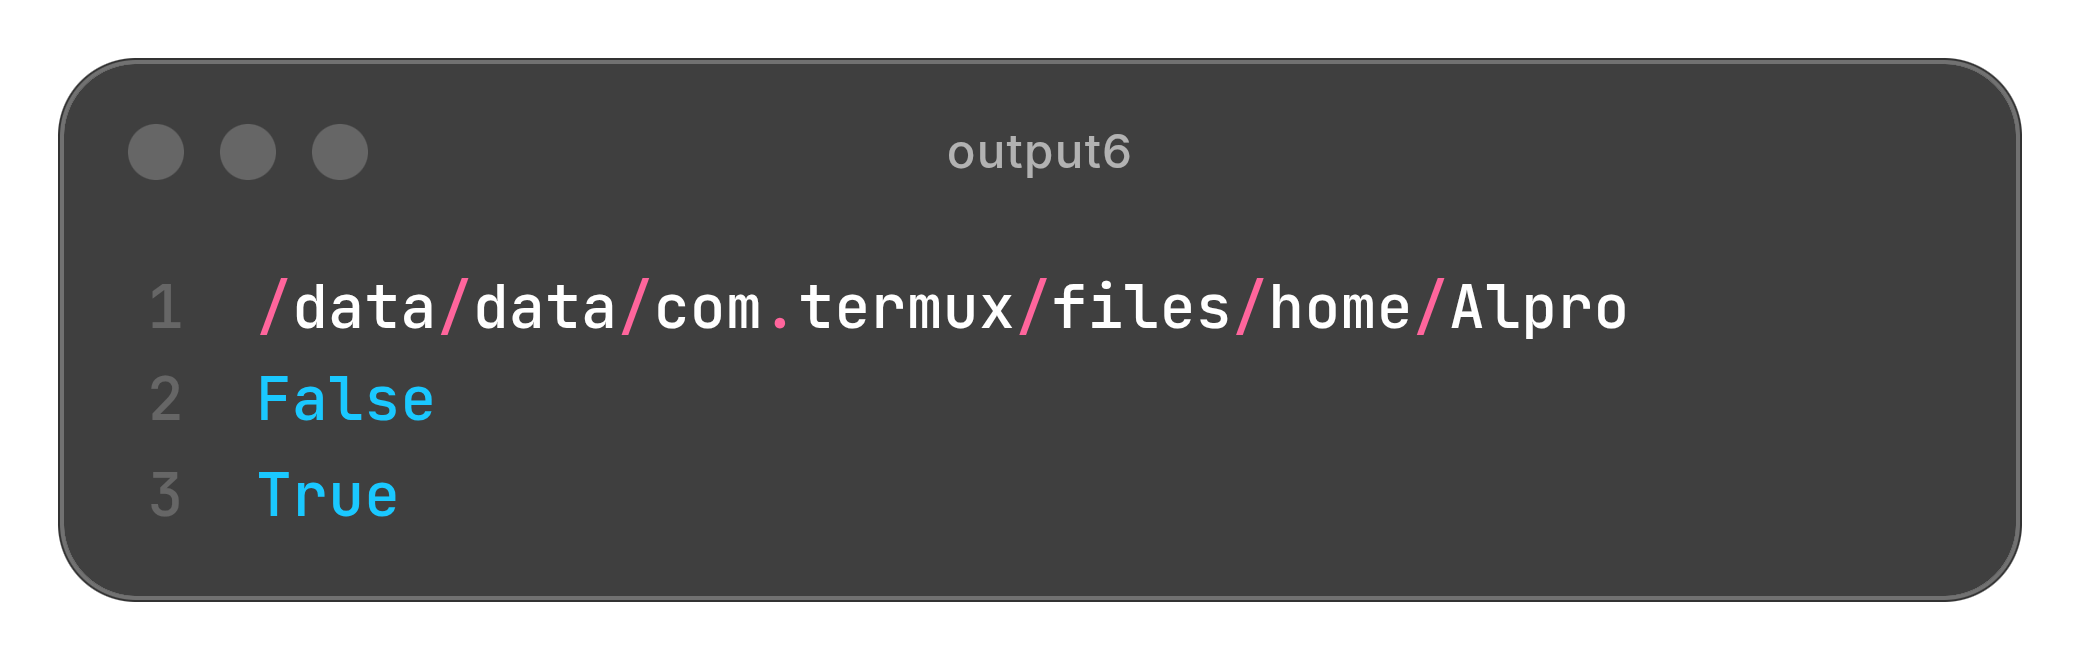 output6
1 /data/data/com.termux/files/home/Alpro
2 False
3 True